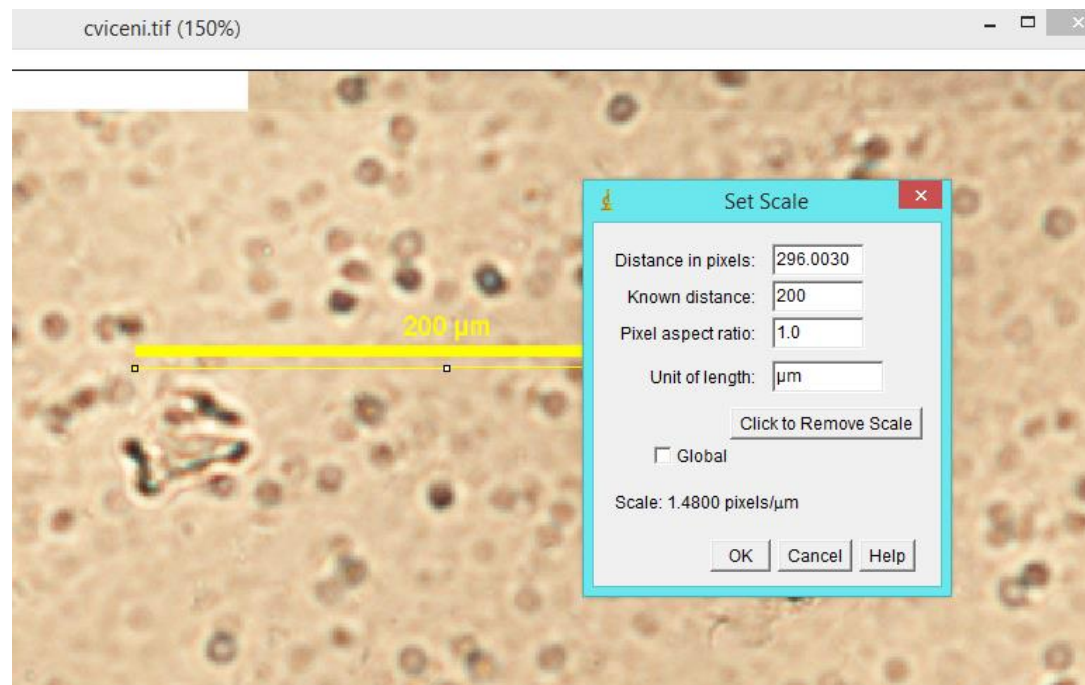 cviceni.tif (150%)
Set Scale
Distance in pixels: 296.0030
Known distance: 200
200 µm
Pixel aspect ratio: 1.0
Unit of length: µm
Click to Remove Scale
Global
Scale: 1.4800 pixels/µm
OK Cancel Help